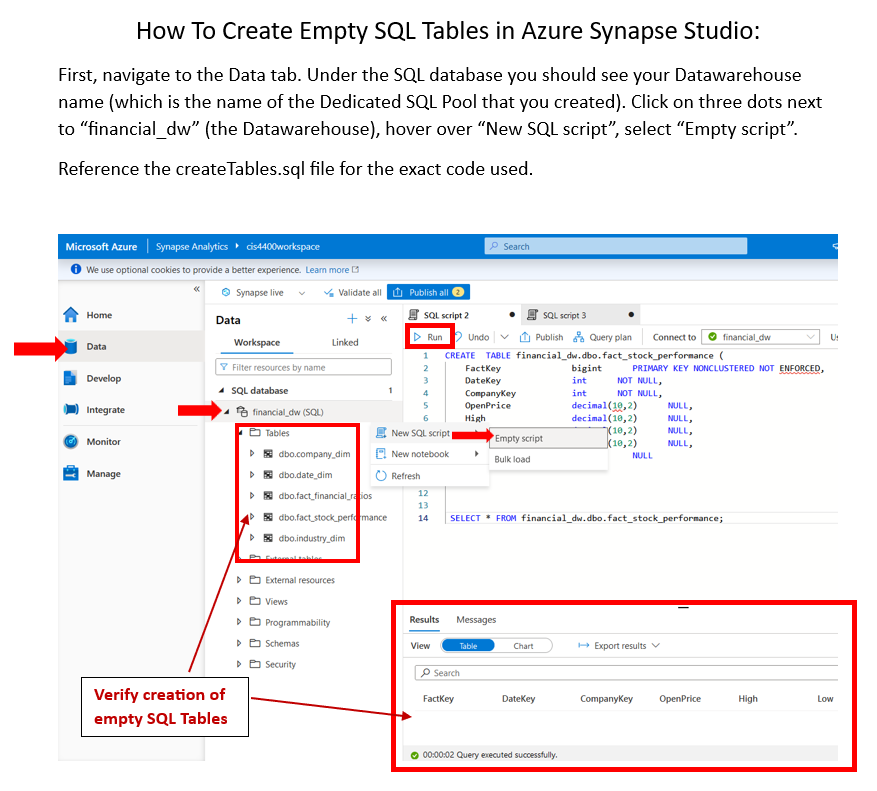 How To Create Empty SQL Tables in Azure Synapse Studio:
First, navigate to the Data tab. Under the SQL database you should see your Datawarehouse
name (which is the name of the Dedicated SQL Pool that you created). Click on three dots next
to “financial_dw” (the Datawarehouse), hover over “New SQL script”, select “Empty script”.
Reference the createTables.sql file for the exact code used.
Microsoft Azure
Synapse Analytics
cis4400workspace
Search
We use optional cookies to provide a better experience. Learn more
Home
Data
Develop
Integrate
Monitor
Manage
Synapse live
Validate all
Publish all 2
Data
Workspace
Linked
Filter resources by name
SQL database 1
financial_dw (SQL)
Tables
dbo.company_dim
dbo.date_dim
dbo.fact_financial_ratios
dbo.fact_stock_performance
dbo.industry_dim
External tables
External resources
Views
Programmability
Schemas
Security
New SQL script
New notebook
Refresh
Empty script
Bulk load
SQL script 2
SQL script 3
Run
Undo
Publish
Query plan
Connect to
financial_dw
1 CREATE TABLE financial_dw.dbo.fact_stock_performance (
2 FactKey bigint PRIMARY KEY NONCLUSTERED NOT ENFORCED,
3 DateKey int NOT NULL,
4 CompanyKey int NOT NULL,
5 OpenPrice decimal(10,2) NULL,
6 High decimal(10,2) NULL,
(10,2) NULL,
(10,2) NULL,
NULL
12
13
14 SELECT * FROM financial_dw.dbo.fact_stock_performance;
Results
Messages
View
Table
Chart
Export results
Search
FactKey DateKey CompanyKey OpenPrice High Low
00:00:02 Query executed successfully.
Verify creation of
empty SQL Tables